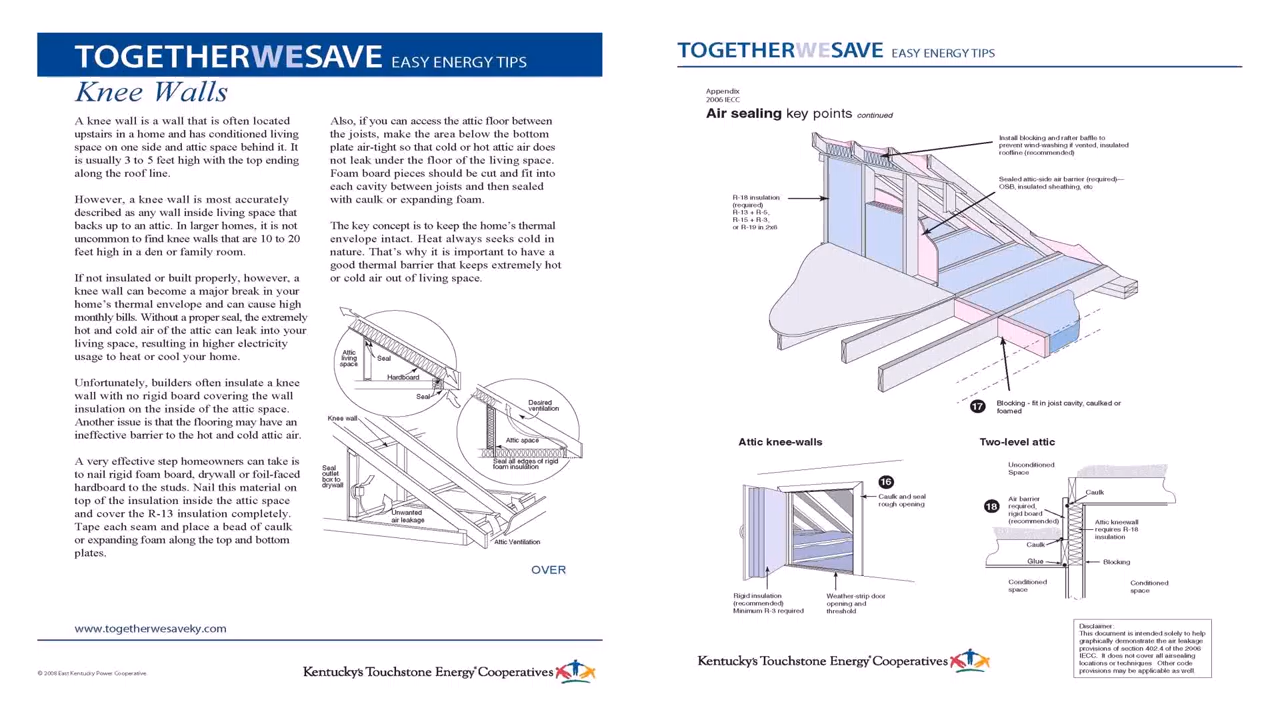 TOGETHERWESAVE EASY ENERGY TIPS
Knee Walls
A knee wall is a wall that is often located
upstairs in a home and has conditioned living
space on one side and attic space behind it. It
is usually 3 to 5 feet high with the top ending
along the roof line.
However, a knee wall is most accurately
described as any wall inside living space that
backs up to an attic. In larger homes, it is not
uncommon to find knee walls that are 10 to 20
feet high in a den or family room.
If not insulated or built properly, however, a
knee wall can become a major break in your
home's thermal envelope and can cause high
monthly bills. Without a proper seal, the extremely
hot and cold air of the attic can leak into your
living space, resulting in higher electricity
usage to heat or cool your home.
Unfortunately, builders often insulate a knee
wall with no rigid board covering the wall
insulation on the inside of the attic space.
Another issue is that the flooring may have an
ineffective barrier to the hot and cold attic air.
A very effective step homeowners can take is
to nail rigid foam board, drywall or foil-faced
hardboard to the studs. Nail this material on
top of the insulation inside the attic space
and cover the R-13 insulation completely.
Tape each seam and place a bead of caulk
or expanding foam along the top and bottom
plates.
Also, if you can access the attic floor between
the joists, make the area below the bottom
plate air-tight so that cold or hot attic air does
not leak under the floor of the living space.
Foam board pieces should be cut and fit into
each cavity between joists and then sealed
with caulk or expanding foam.
The key concept is to keep the home's thermal
envelope intact. Heat always seeks cold in
nature. That's why it is important to have a
good thermal barrier that keeps extremely hot
or cold air out of living space.
Attic
living
space
Seal
Hardboard
Seal
Desired
ventilation
Attic space
Seal all edges of rigid
foam insulation
Knee wall
Seal
outlet
box to
drywall
Unwanted
air leakage
Attic Ventilation
OVER
www.togetherwesaveky.com
© 2008 East Kentucky Power Cooperative
Kentucky's Touchstone Energy® Cooperatives
TOGETHERWESAVE EASY ENERGY TIPS
Appendix
2006 IECC
Air sealing key points continued
Install blocking and rafter baffle to
prevent wind-washing if vented, insulated
roofline (recommended)
Sealed attic-side air barrier (required)—
OSB, insulated sheathing, etc
R-18 insulation
(required)
R-13 + R-5,
R-15 + R-3,
or R-19 in 2x6
17
Blocking - fit in joist cavity, caulked or
foamed
Attic knee-walls
16
Caulk and seal
rough opening
Rigid insulation
(recommended)
Minimum R-3 required
Weather-strip door
opening and
threshold
Two-level attic
Unconditioned
Space
18
Air barrier
required,
rigid board
(recommended)
Caulk
Attic kneewall
requires R-18
insulation
Caulk
Glue
Blocking
Conditioned
space
Conditioned
space
Kentucky's Touchstone Energy® Cooperatives
Disclaimer:
This document is intended solely to help
graphically demonstrate the air leakage
provisions of section 402.4 of the 2006
IECC. It does not cover all airsealing
locations or techniques Other code
provisions may be applicable as well.